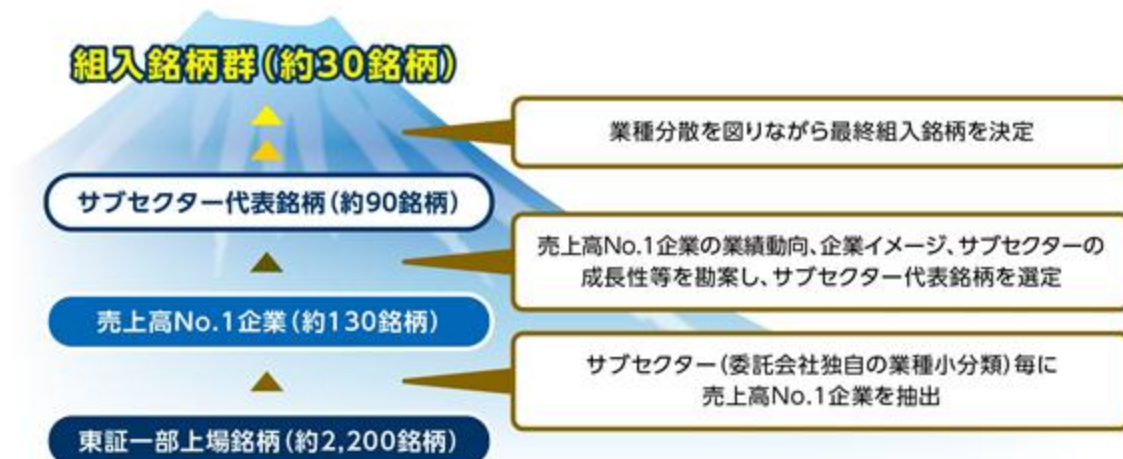 組入銘柄群(約30銘柄)
業種分散を図りながら最終組入銘柄を決定
サブセクター代表銘柄(約90銘柄)
売上高No.1企業の業績動向、企業イメージ、サブセクターの
成長性等を勘案し、サブセクター代表銘柄を選定
売上高No.1企業(約130銘柄)
サブセクター(委託会社独自の業種小分類)毎に
売上高No.1企業を抽出
東証一部上場銘柄(約2,200銘柄)